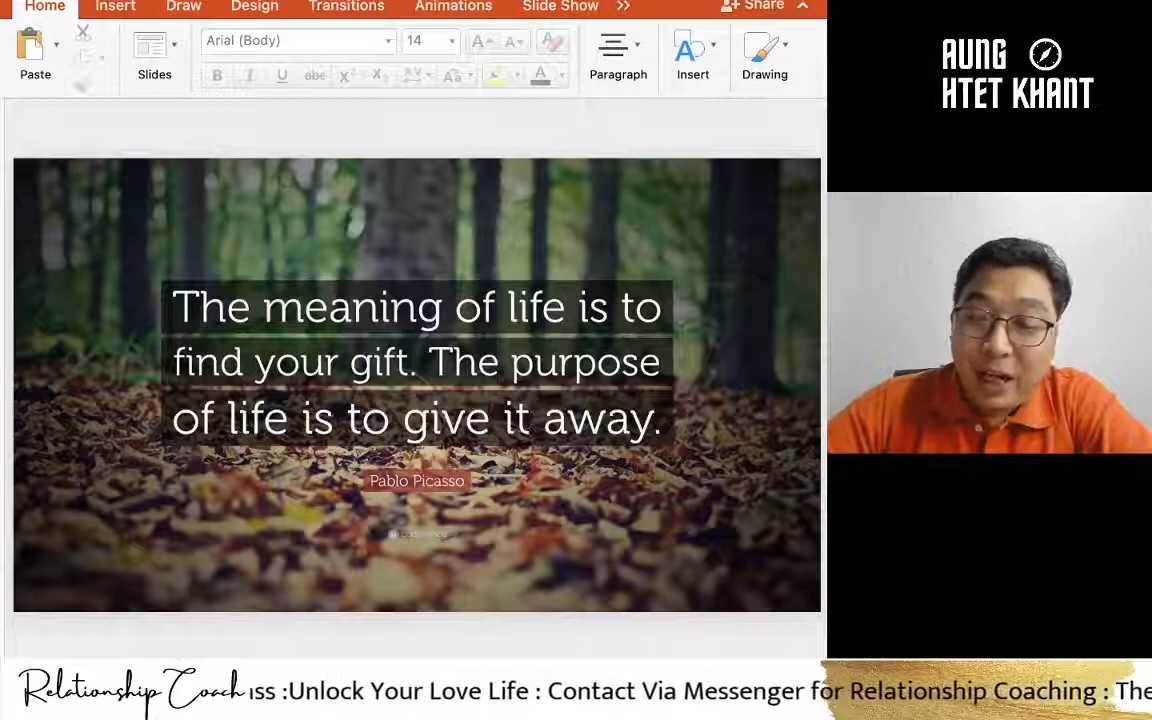 Home Insert Draw Design Transitions Animations Slide Show Share
Arial (Body) 14
Paste Slides Paragraph Insert Drawing
AUNG
HTET KHANT
The meaning of life is to
find your gift. The purpose
of life is to give it away.
Pablo Picasso
Relationship Coach ıss :Unlock Your Love Life : Contact Via Messenger for Relationship Coaching : The